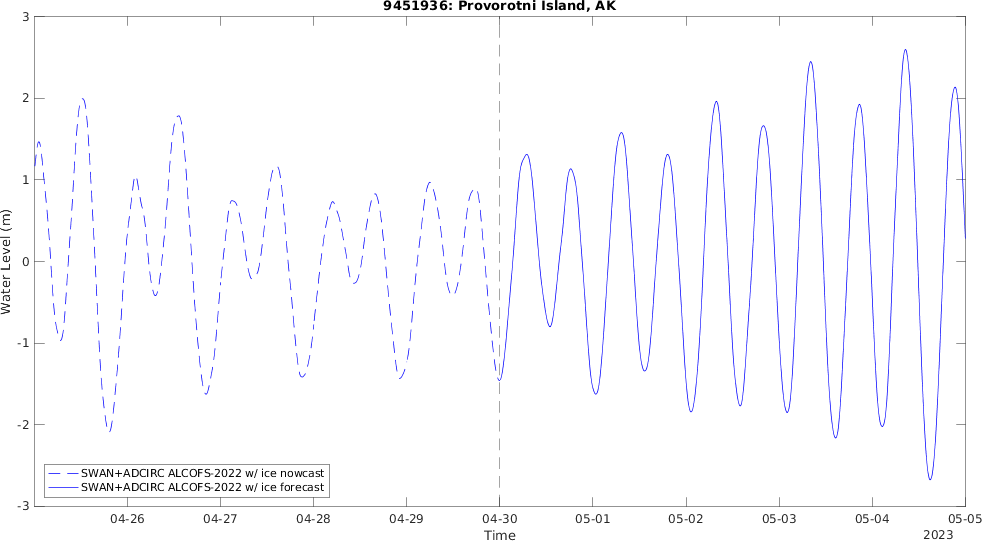 9451936: Provorotni Island, AK
3
2
1
0
-1
-2
-3
Water Level (m)
SWAN+ADCIRC ALCOFS-2022 w/ ice nowcast
SWAN+ADCIRC ALCOFS-2022 w/ ice forecast
04-26 04-27 04-28 04-29 04-30 05-01 05-02 05-03 05-04 05-05
Time
2023